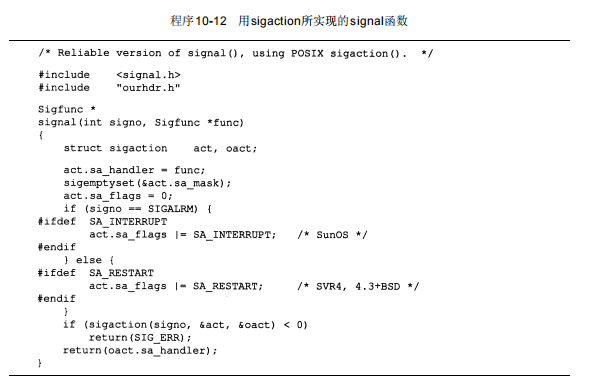 程序10-12 用sigaction所实现的signal函数
/* Reliable version of signal(), using POSIX sigaction(). */
#include <signal.h>
#include "ourhdr.h"
Sigfunc *
signal(int signo, Sigfunc *func)
{
    struct sigaction act, oact;
    act.sa_handler = func;
    sigemptyset(&act.sa_mask);
    act.sa_flags = 0;
    if (signo == SIGALRM) {
#ifdef SA_INTERRUPT
        act.sa_flags |= SA_INTERRUPT; /* SunOS */
#endif
    } else {
#ifdef SA_RESTART
        act.sa_flags |= SA_RESTART; /* SVR4, 4.3+BSD */
#endif
    }
    if (sigaction(signo, &act, &oact) < 0)
        return(SIG_ERR);
    return(oact.sa_handler);
}